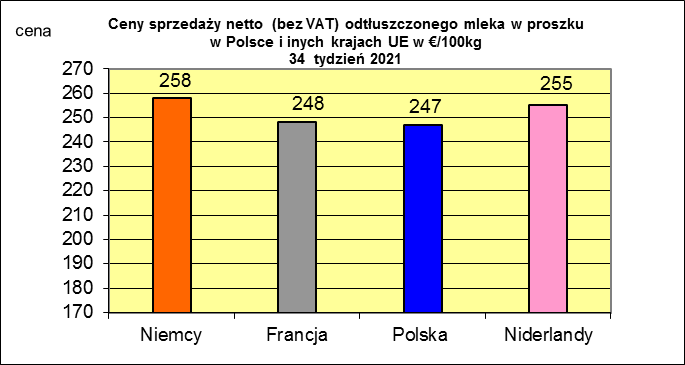 cena
Ceny sprzedaży netto (bez VAT) odtłuszczonego mleka w proszku
w Polsce i inych krajach UE w €/100kg
34 tydzień 2021
270
260
250
240
230
220
210
200
190
180
170
258
248
247
255
Niemcy
Francja
Polska
Niderlandy